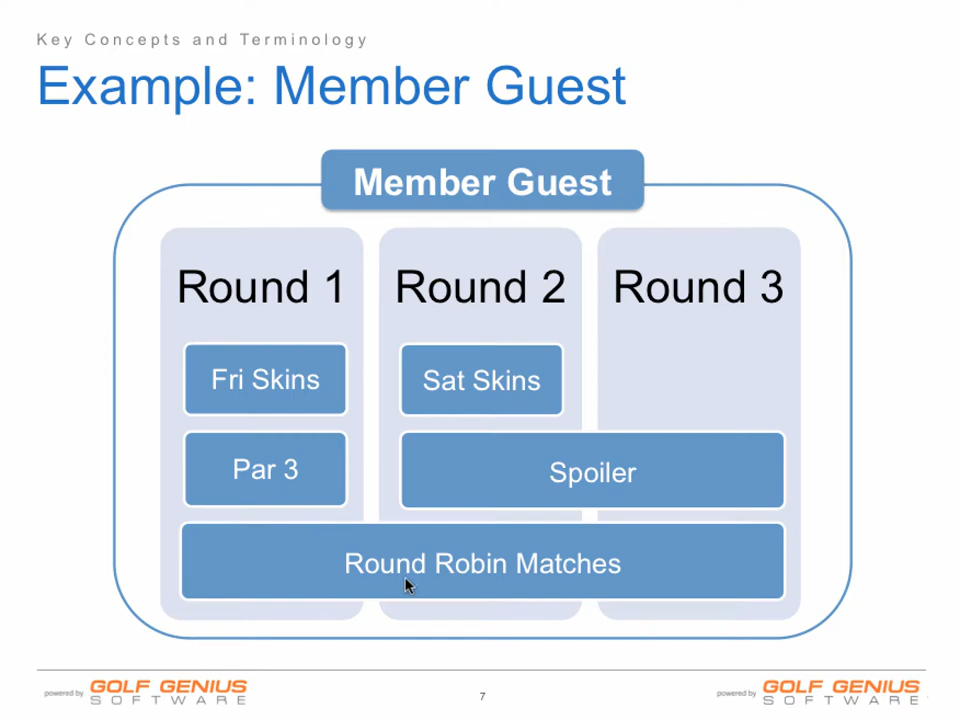 Key Concepts and Terminology
Example: Member Guest
Member Guest
Round 1
Round 2
Round 3
Fri Skins
Sat Skins
Par 3
Spoiler
Round Robin Matches
powered by GOLF GENIUS
SOFTWARE
7
powered by GOLF GENIUS
SOFTWARE